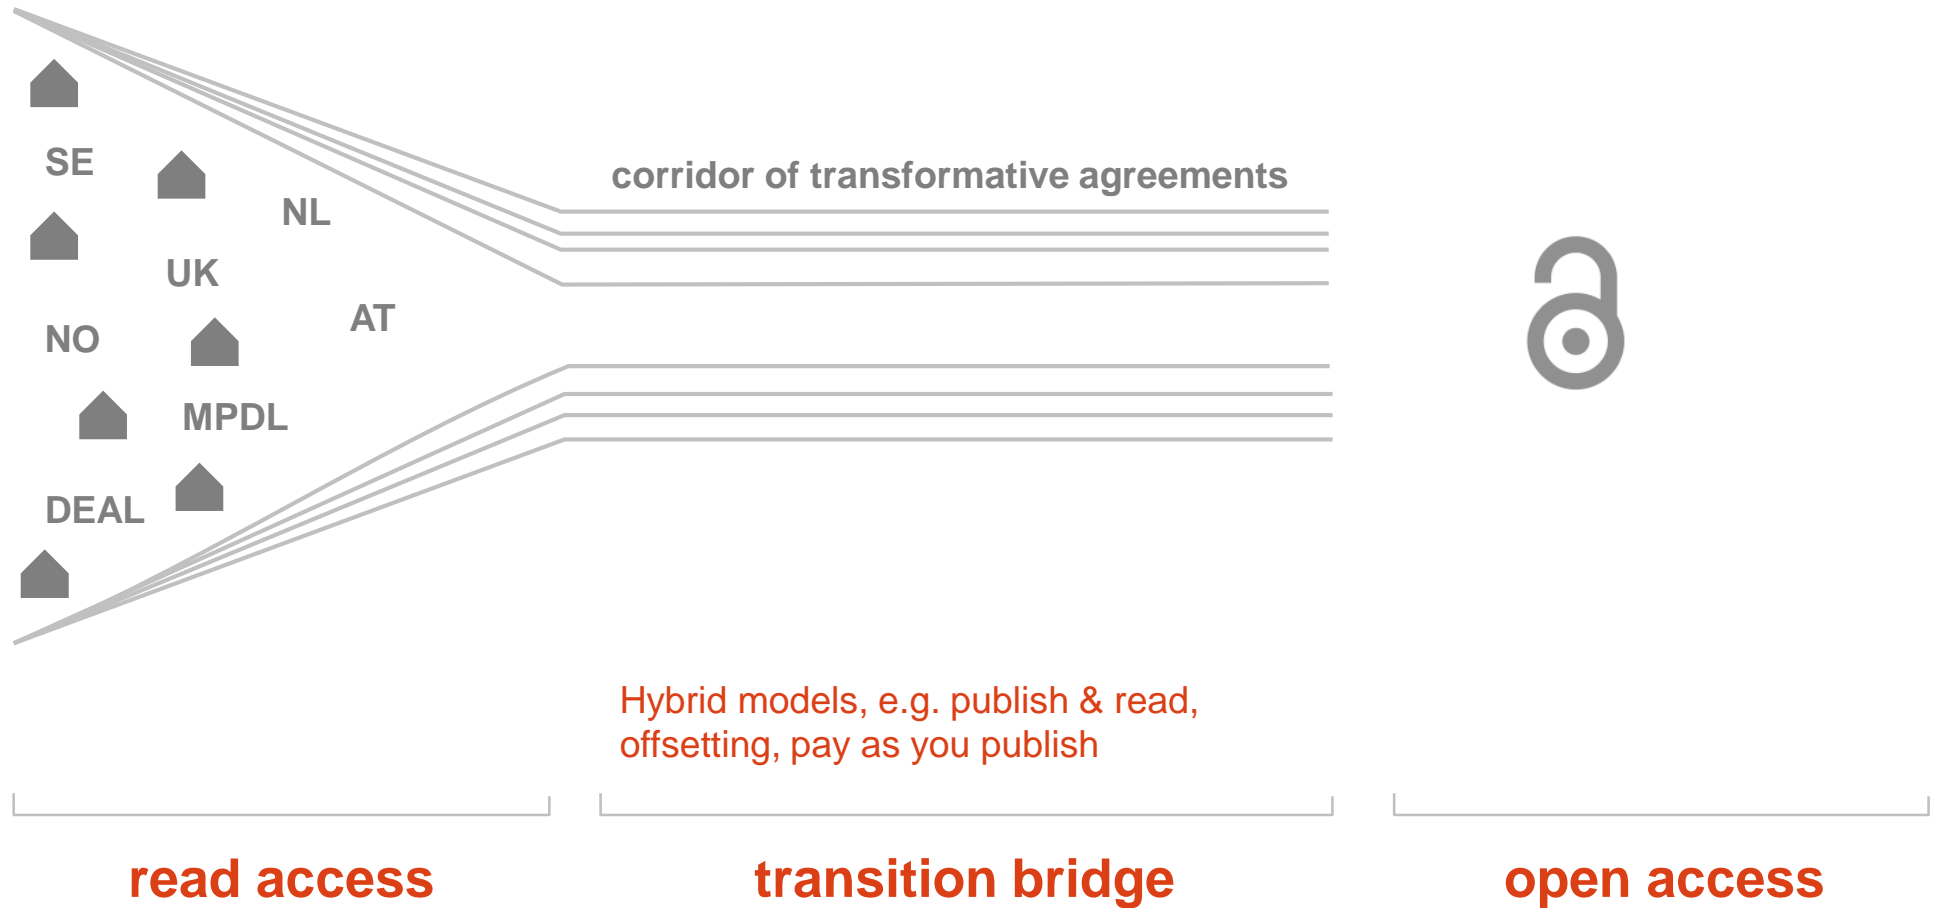 SE
NL
UK
AT
NO
MPDL
DEAL
corridor of transformative agreements
Hybrid models, e.g. publish & read,
offsetting, pay as you publish
read access
transition bridge
open access